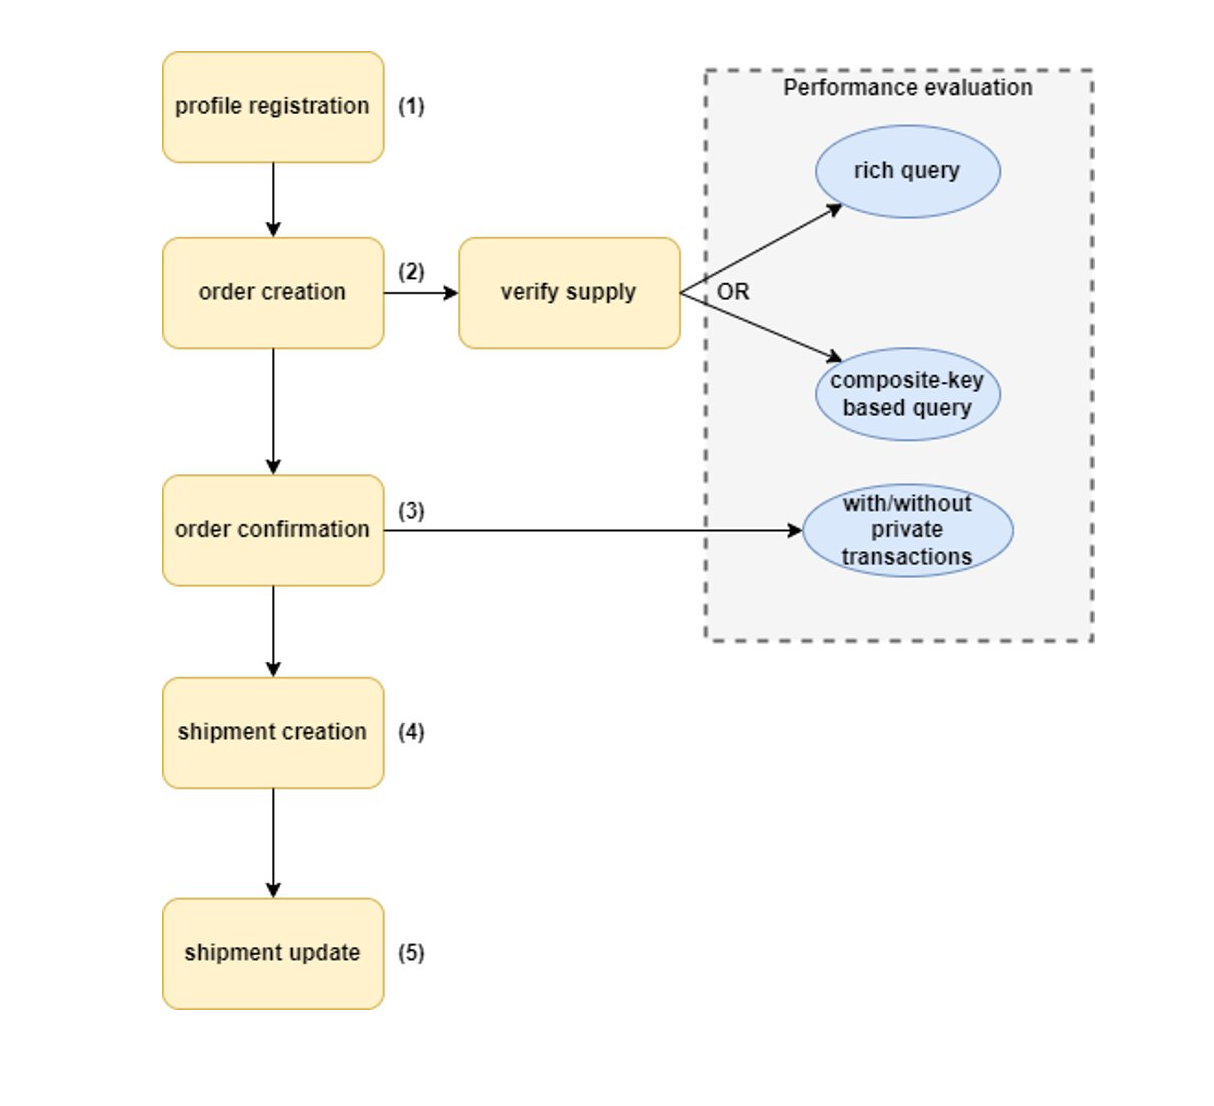 Performance evaluation
profile registration (1)
rich query
order creation (2) verify supply OR
composite-key
based query
order confirmation (3)
with/without
private
transactions
shipment creation (4)
shipment update (5)